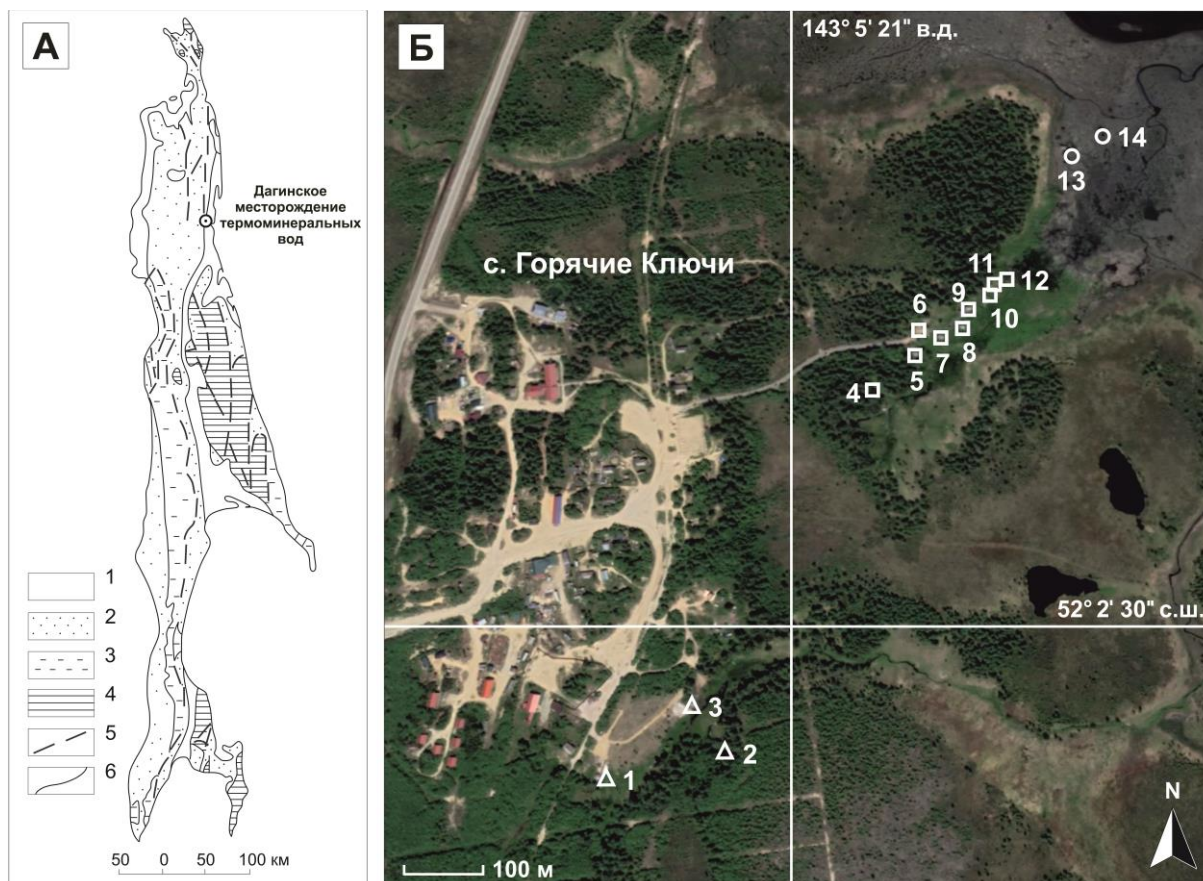 А
Дагинское
месторождение
термоминеральных
вод
1
2
3
4
5
6
50 0 50 100 км
Б
143° 5' 21" в.д.
14
13
с. Горячие Ключи
11
12
9
10
6
8
7
5
4
52° 2' 30" с.ш.
3
2
1
N
100 м